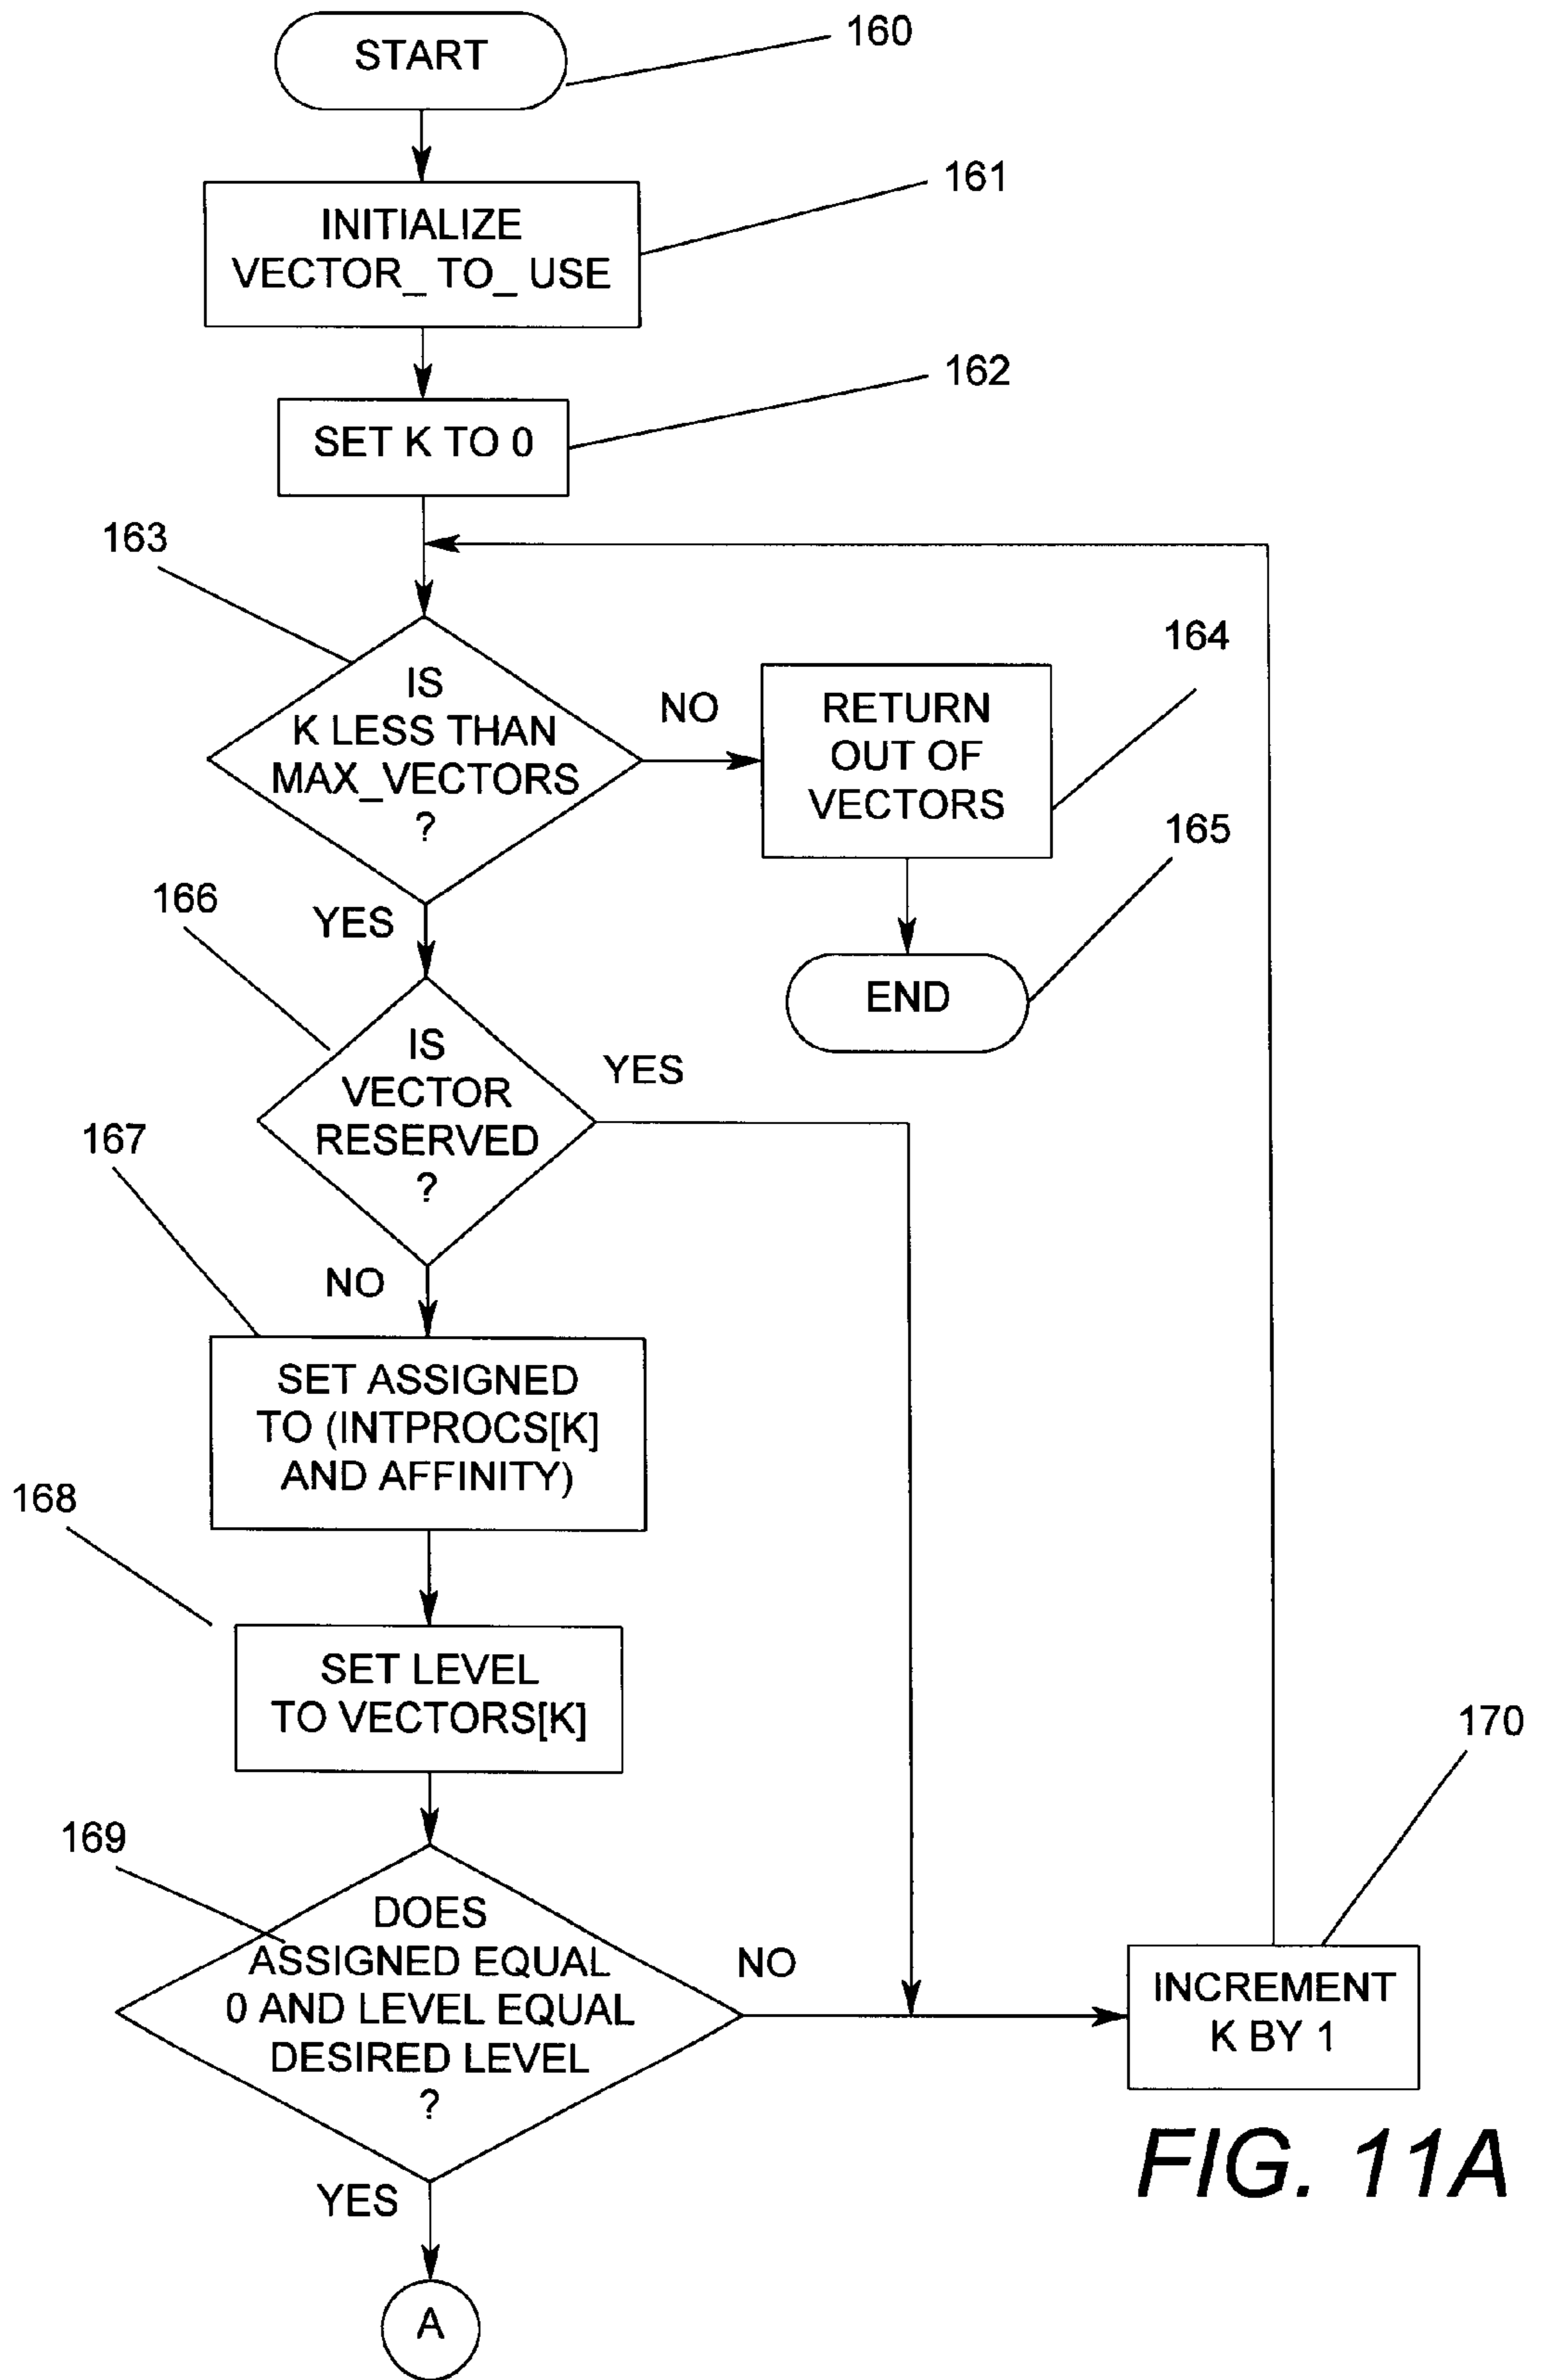 START
160
INITIALIZE
VECTOR_ TO_ USE
161
SET K TO 0
162
163
IS
K LESS THAN
MAX_VECTORS
?
NO
RETURN
OUT OF
VECTORS
164
YES
END
165
166
IS
VECTOR
RESERVED
?
YES
NO
167
SET ASSIGNED
TO (INTPROCS[K]
AND AFFINITY)
168
SET LEVEL
TO VECTORS[K]
169
DOES
ASSIGNED EQUAL
0 AND LEVEL EQUAL
DESIRED LEVEL
?
NO
INCREMENT
K BY 1
170
YES
A
FIG. 11A